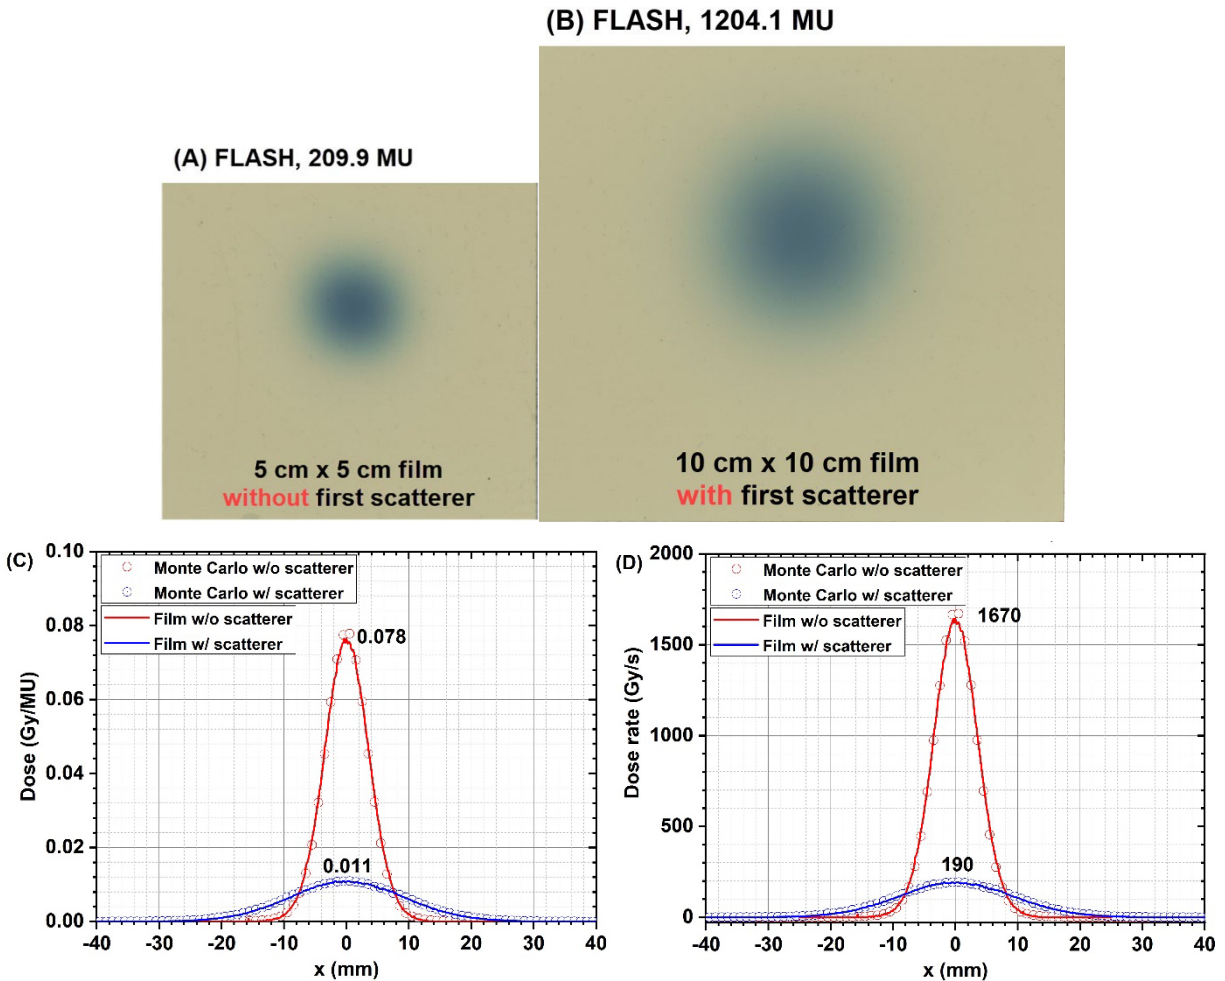 (B) FLASH, 1204.1 MU
(A) FLASH, 209.9 MU
5 cm x 5 cm film
without first scatterer
10 cm x 10 cm film
with first scatterer
(C)
Monte Carlo w/o scatterer
Monte Carlo w/ scatterer
Film w/o scatterer
Film w/ scatterer
0.078
0.011
Dose (Gy/MU)
0.10
0.08
0.06
0.04
0.02
0.00
-40 -30 -20 -10 0 10 20 30 40
x (mm)
(D)
Monte Carlo w/o scatterer
Monte Carlo w/ scatterer
Film w/o scatterer
Film w/ scatterer
1670
190
Dose rate (Gy/s)
2000
1500
1000
500
0
-40 -30 -20 -10 0 10 20 30 40
x (mm)